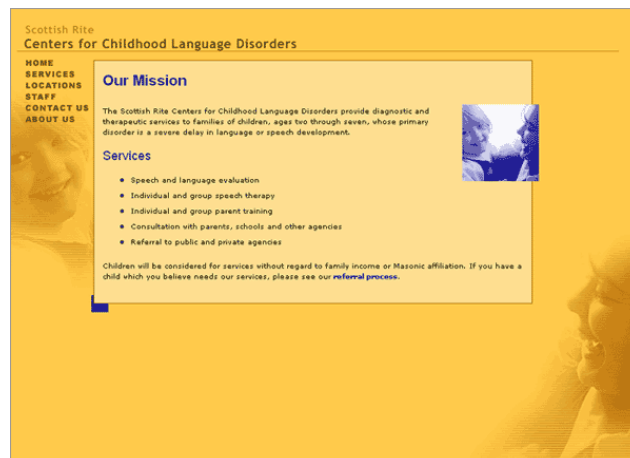 Scottish Rite
Centers for Childhood Language Disorders
HOME
SERVICES
LOCATIONS
STAFF
CONTACT US
ABOUT US
Our Mission
The Scottish Rite Centers for Childhood Language Disorders provide diagnostic and
therapeutic services to families of children, ages two through seven, whose primary
disorder is a severe delay in language or speech development.
Services
Speech and language evaluation
Individual and group speech therapy
Individual and group parent training
Consultation with parents, schools and other agencies
Referral to public and private agencies
Children will be considered for services without regard to family income or Masonic affiliation. If you have a
child which you believe needs our services, please see our referral process.